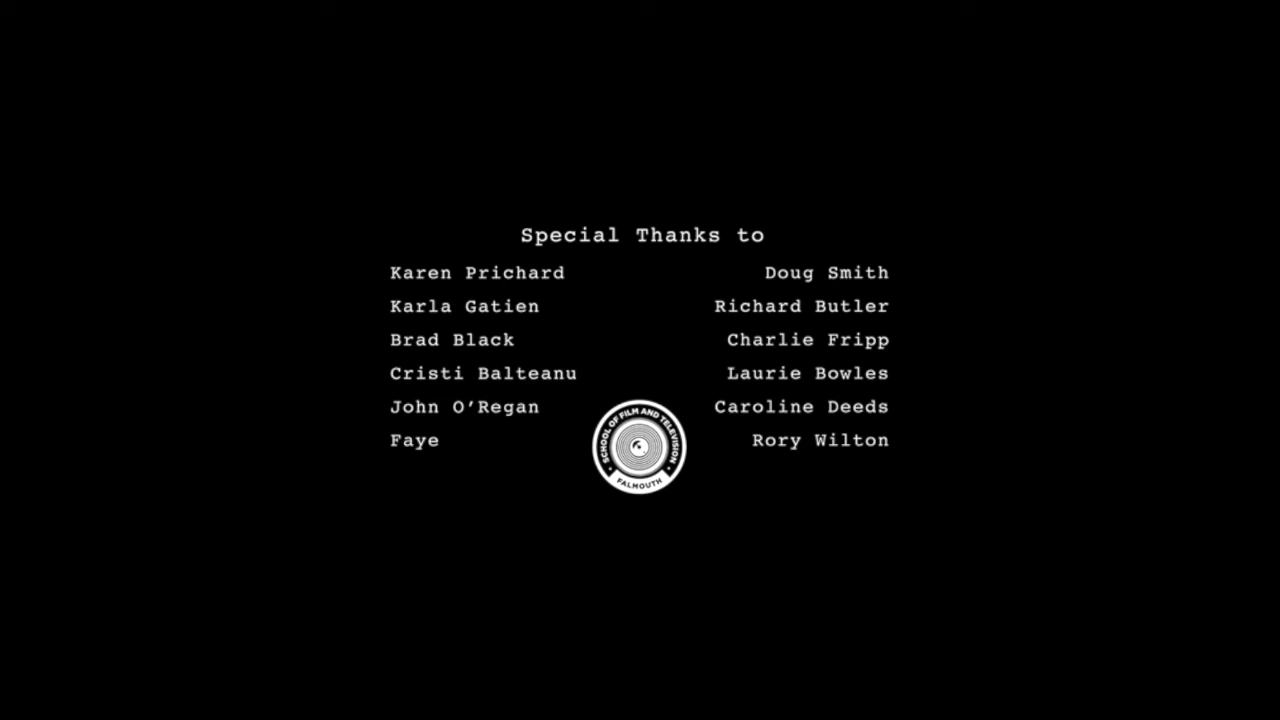 Special Thanks to
Karen Prichard Doug Smith
Karla Gatien Richard Butler
Brad Black Charlie Fripp
Cristi Balteanu Laurie Bowles
John O’Regan Caroline Deeds
Faye Rory Wilton
SCHOOL OF FILM AND TELEVISION
FALMOUTH